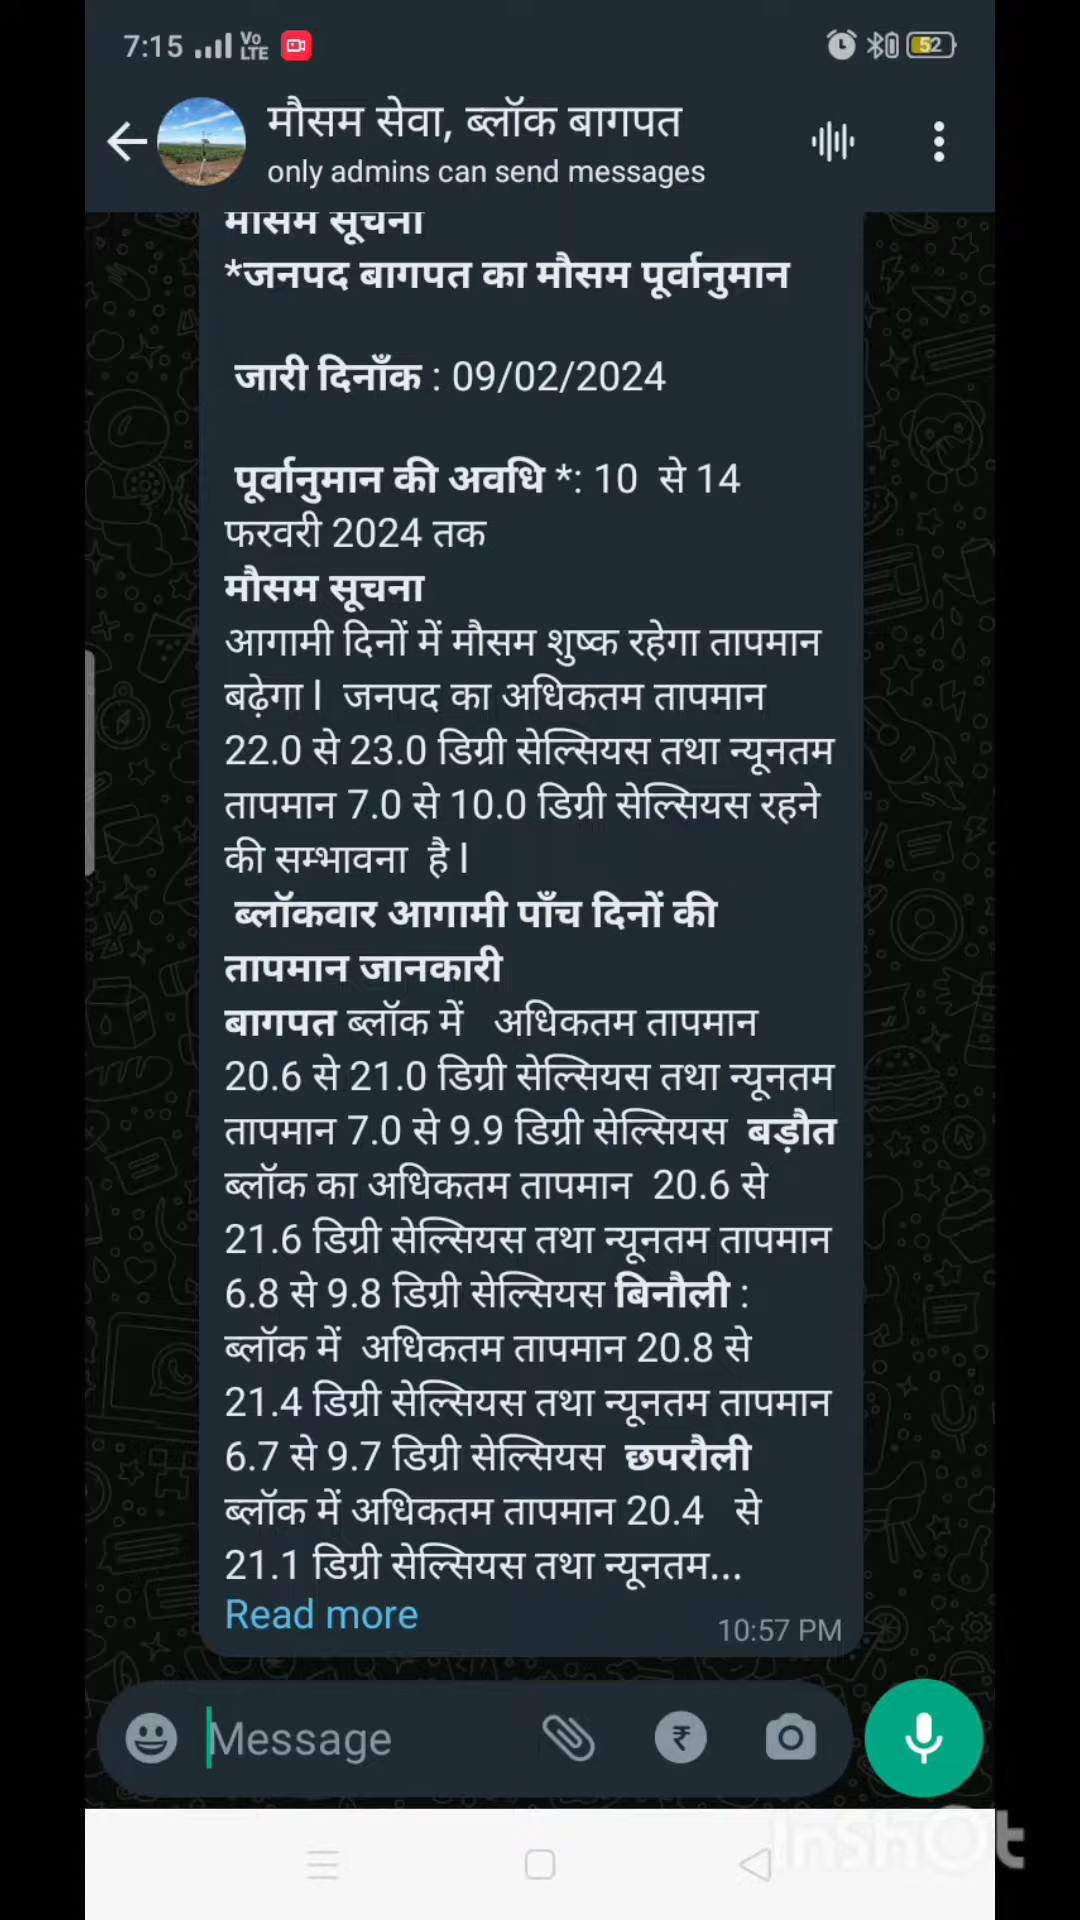 7:15 Vo LTE 52
मौसम सेवा, ब्लॉक बागपत
only admins can send messages
मौसम सूचना
*जनपद बागपत का मौसम पूर्वानुमान
जारी दिनाँक : 09/02/2024
पूर्वानुमान की अवधि *: 10 से 14
फरवरी 2024 तक
मौसम सूचना
आगामी दिनों में मौसम शुष्क रहेगा तापमान
बढ़ेगा l जनपद का अधिकतम तापमान
22.0 से 23.0 डिग्री सेल्सियस तथा न्यूनतम
तापमान 7.0 से 10.0 डिग्री सेल्सियस रहने
की सम्भावना है l
ब्लॉकवार आगामी पाँच दिनों की
तापमान जानकारी
बागपत ब्लॉक में अधिकतम तापमान
20.6 से 21.0 डिग्री सेल्सियस तथा न्यूनतम
तापमान 7.0 से 9.9 डिग्री सेल्सियस बड़ौत
ब्लॉक का अधिकतम तापमान 20.6 से
21.6 डिग्री सेल्सियस तथा न्यूनतम तापमान
6.8 से 9.8 डिग्री सेल्सियस बिनौली :
ब्लॉक में अधिकतम तापमान 20.8 से
21.4 डिग्री सेल्सियस तथा न्यूनतम तापमान
6.7 से 9.7 डिग्री सेल्सियस छपरौली
ब्लॉक में अधिकतम तापमान 20.4 से
21.1 डिग्री सेल्सियस तथा न्यूनतम...
Read more
10:57 PM
Message
₹
InshOt